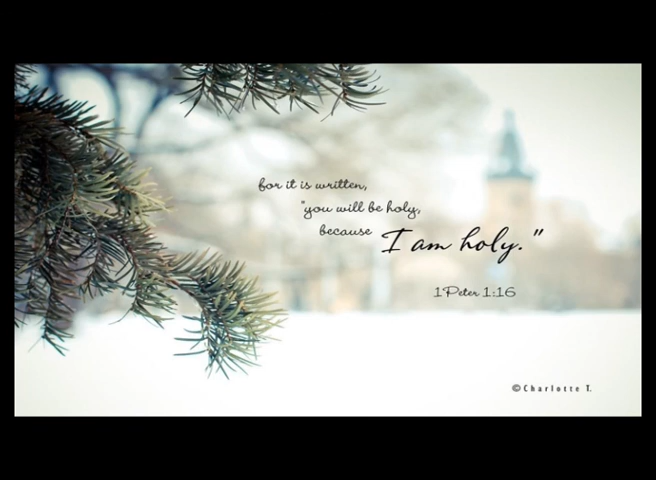 for it is written,
"you will be holy,
because I am holy."
1 Peter 1:16
©Charlotte T.